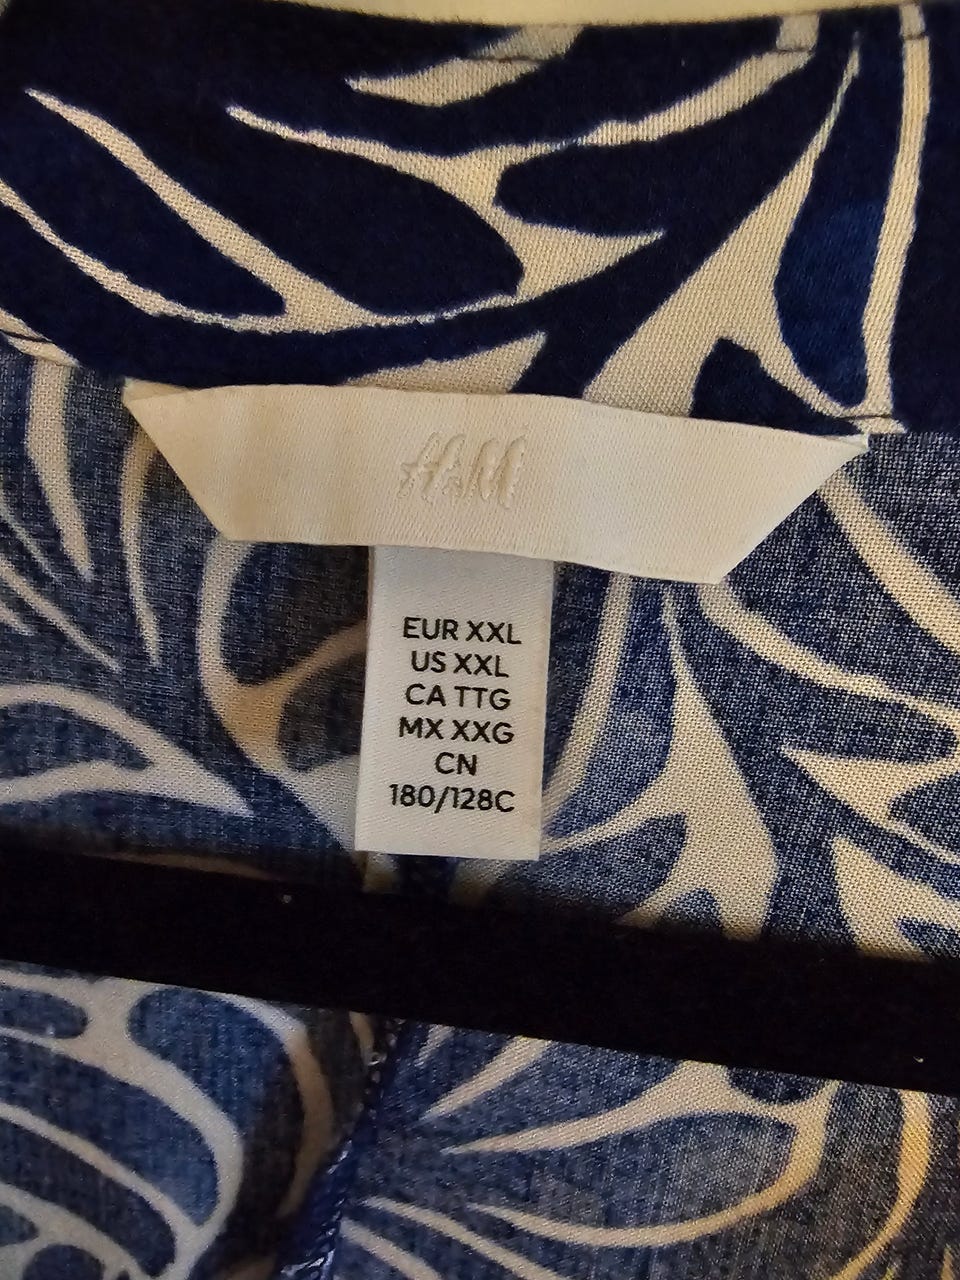 H&M
EUR XXL
US XXL
CA TTG
MX XXG
CN
180/128C